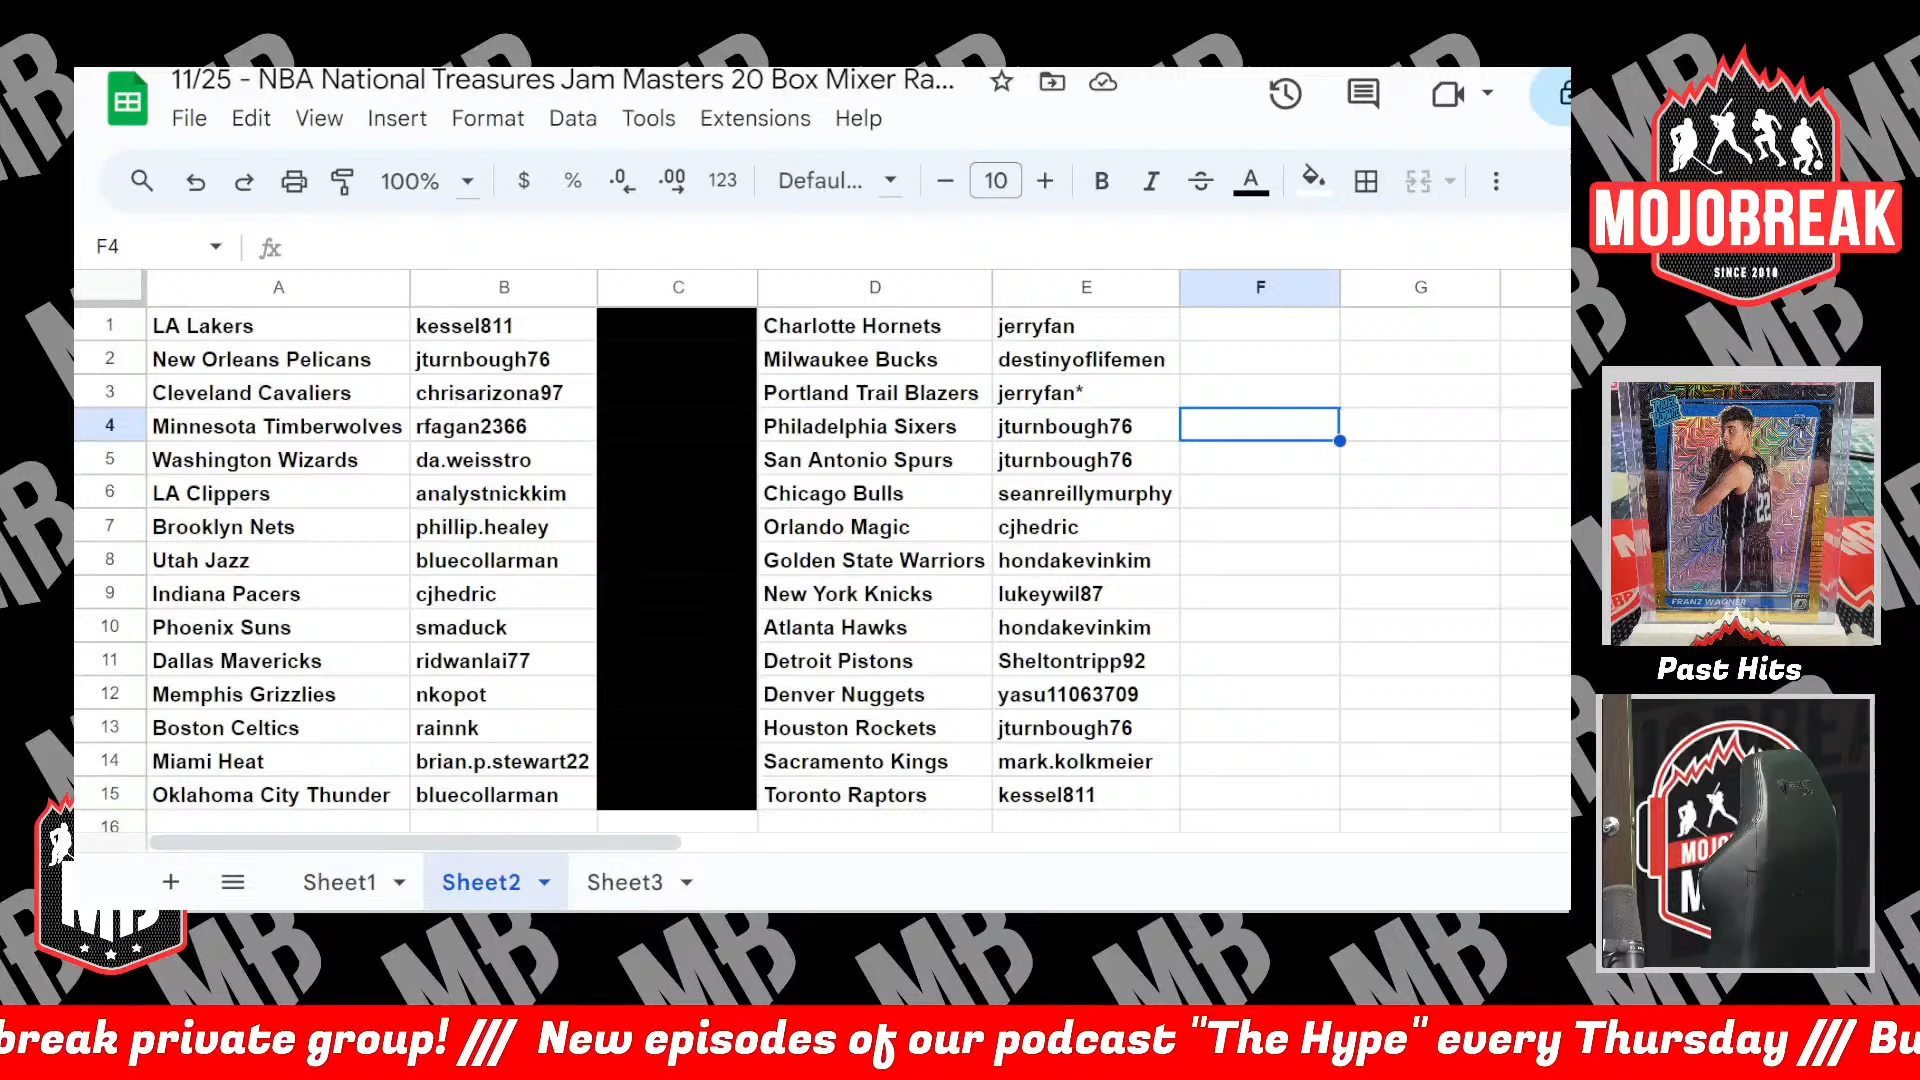 11/25 - NBA National Treasures Jam Masters 20 Box Mixer Ra...
File Edit View Insert Format Data Tools Extensions Help
100% $ % .0 .00 123 Defaul... 10 B I A
F4 fx
A B C D E F G
1 LA Lakers kessel811 Charlotte Hornets jerryfan
2 New Orleans Pelicans jturnbough76 Milwaukee Bucks destinyoflifemen
3 Cleveland Cavaliers chrisarizona97 Portland Trail Blazers jerryfan*
4 Minnesota Timberwolves rfagan2366 Philadelphia Sixers jturnbough76
5 Washington Wizards da.weisstro San Antonio Spurs jturnbough76
6 LA Clippers analystnickkim Chicago Bulls seanreillymurphy
7 Brooklyn Nets phillip.healey Orlando Magic cjhedric
8 Utah Jazz bluecollarman Golden State Warriors hondakevinkim
9 Indiana Pacers cjhedric New York Knicks lukeywil87
10 Phoenix Suns smaduck Atlanta Hawks hondakevinkim
11 Dallas Mavericks ridwanlai77 Detroit Pistons Sheltontripp92
12 Memphis Grizzlies nkopot Denver Nuggets yasu11063709
13 Boston Celtics rainnk Houston Rockets jturnbough76
14 Miami Heat brian.p.stewart22 Sacramento Kings mark.kolkmeier
15 Oklahoma City Thunder bluecollarman Toronto Raptors kessel811
16
Sheet1 Sheet2 Sheet3
MOJOBREAK
SINCE 2010
FRANZ WAGNER
Past Hits
MOJO
M
MB
break private group! /// New episodes of our podcast "The Hype" every Thursday /// Bu